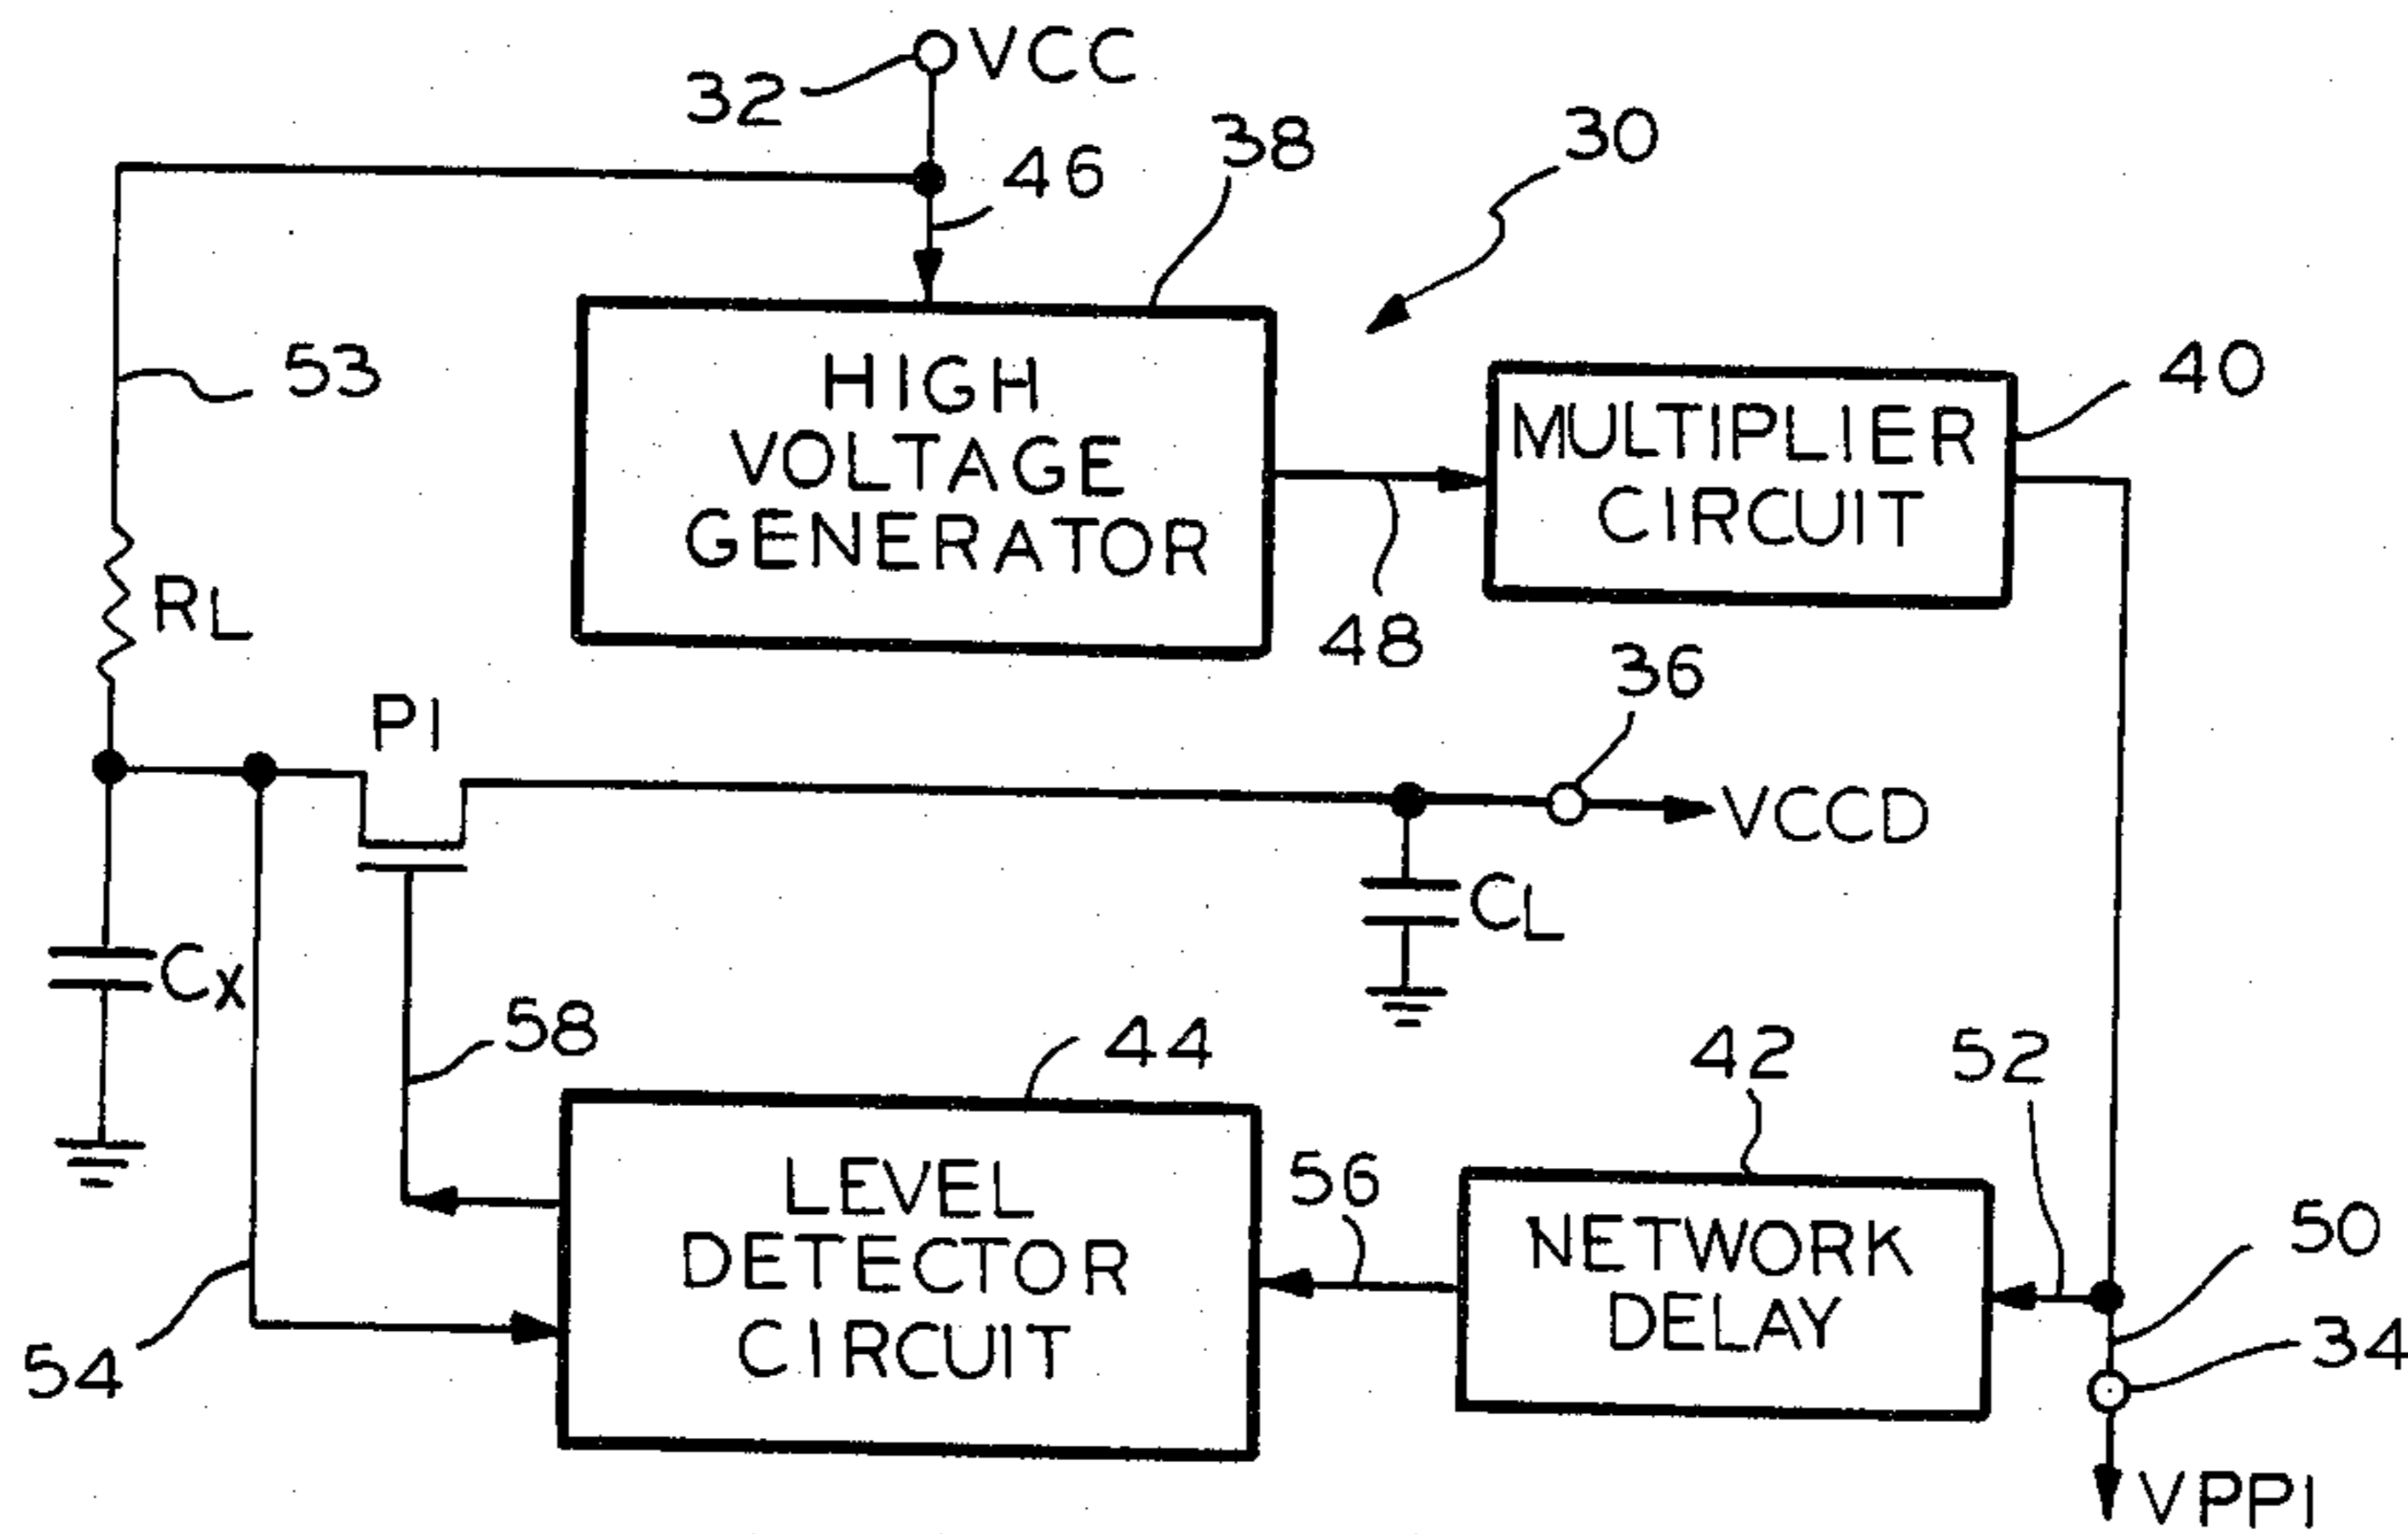 VCC
32
46
38
30
53
HIGH
VOLTAGE
GENERATOR
40
MULTIPLIER
CIRCUIT
48
RL
36
P1
VCCD
CL
CX
58
44
42
52
56
LEVEL
DETECTOR
CIRCUIT
NETWORK
DELAY
50
34
54
VPPI